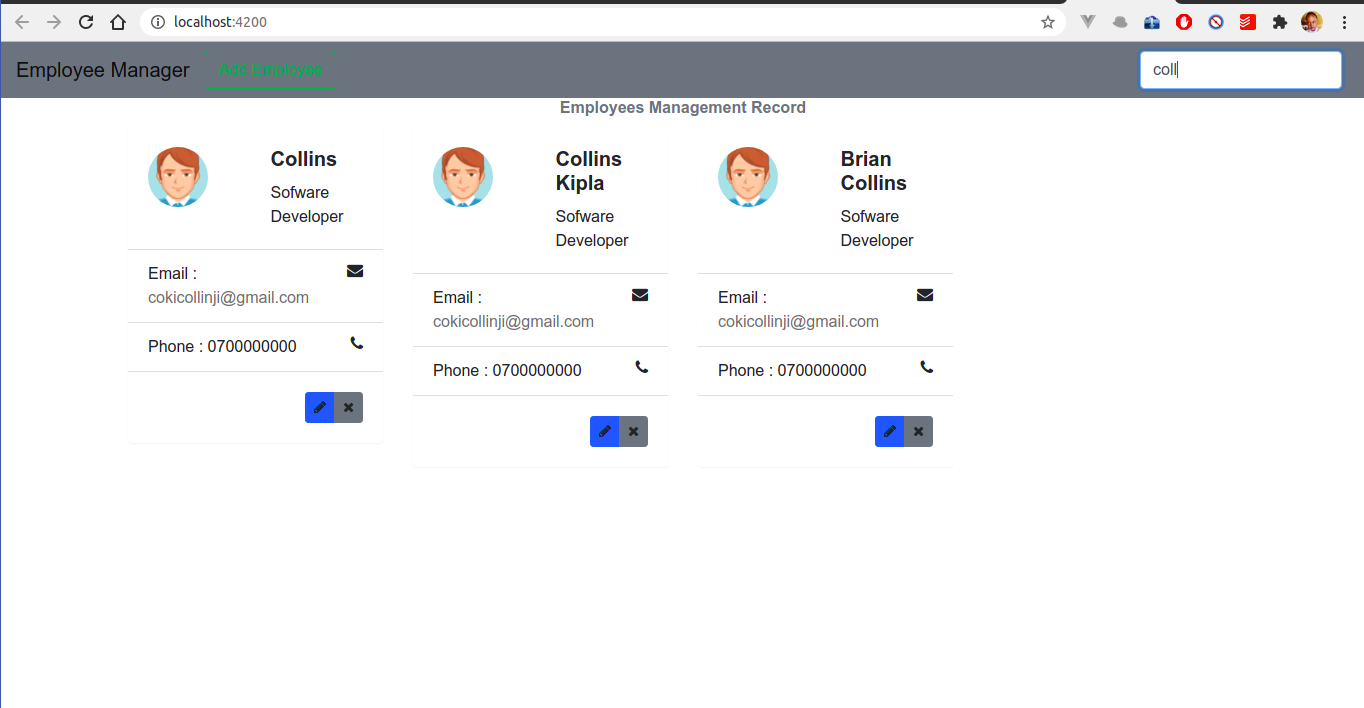 localhost:4200
Employee Manager
Add Employee
coll
Employees Management Record
Collins
Sofware
Developer
Email :
cokicollinji@gmail.com
Phone : 0700000000
Collins
Kipla
Sofware
Developer
Email :
cokicollinji@gmail.com
Phone : 0700000000
Brian
Collins
Sofware
Developer
Email :
cokicollinji@gmail.com
Phone : 0700000000